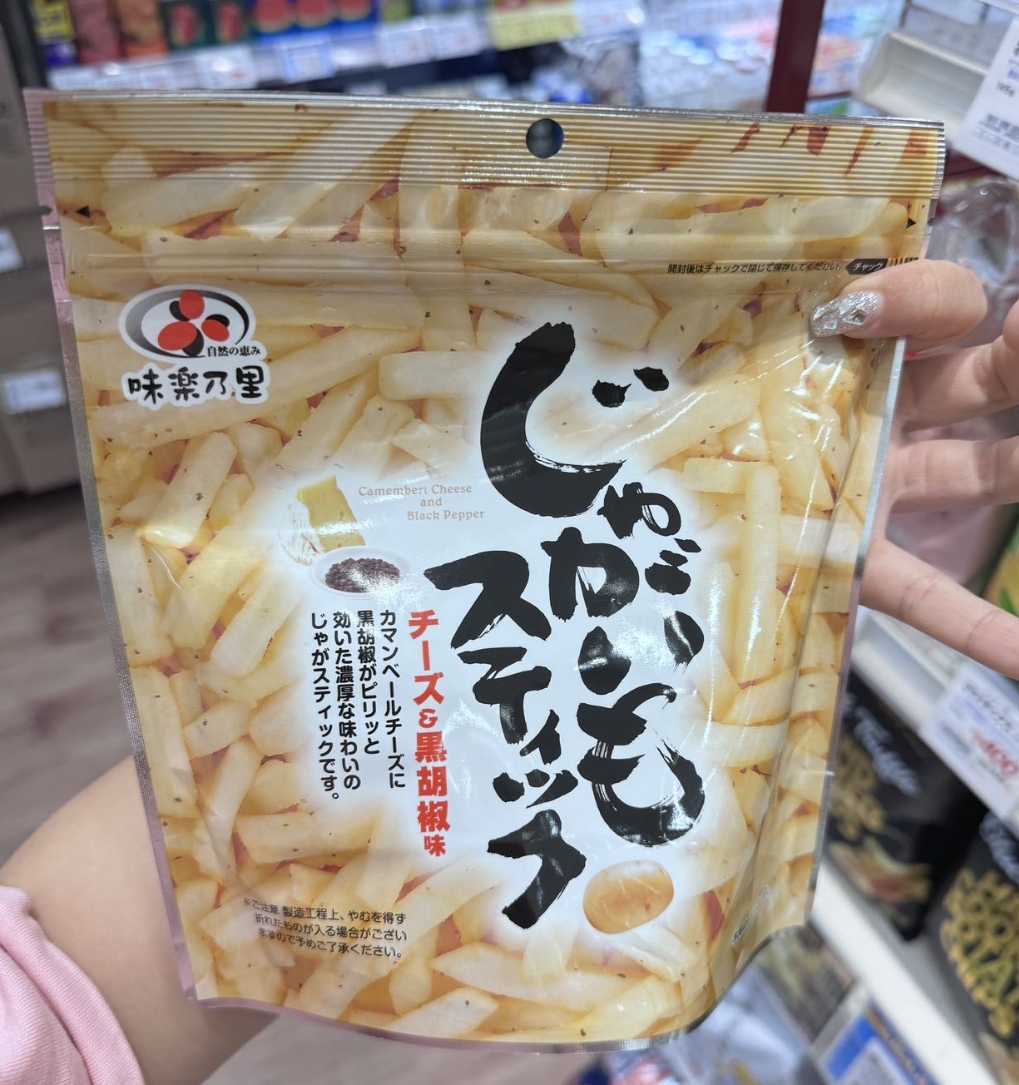 開封後はチャックで閉じて保存してください。
チャック
自然の恵み
味楽乃里
じゃがいも
スティック
Camembert Cheese
and
Black Pepper
チーズ&黒胡椒味
カマンベールチーズに
黒胡椒がピリッと
効いた濃厚な味わいの
じゃがスティックです。
※ご注意 製造工程上、やむを得ず
折れたものが入る場合がござい
ますので予めご了承ください。